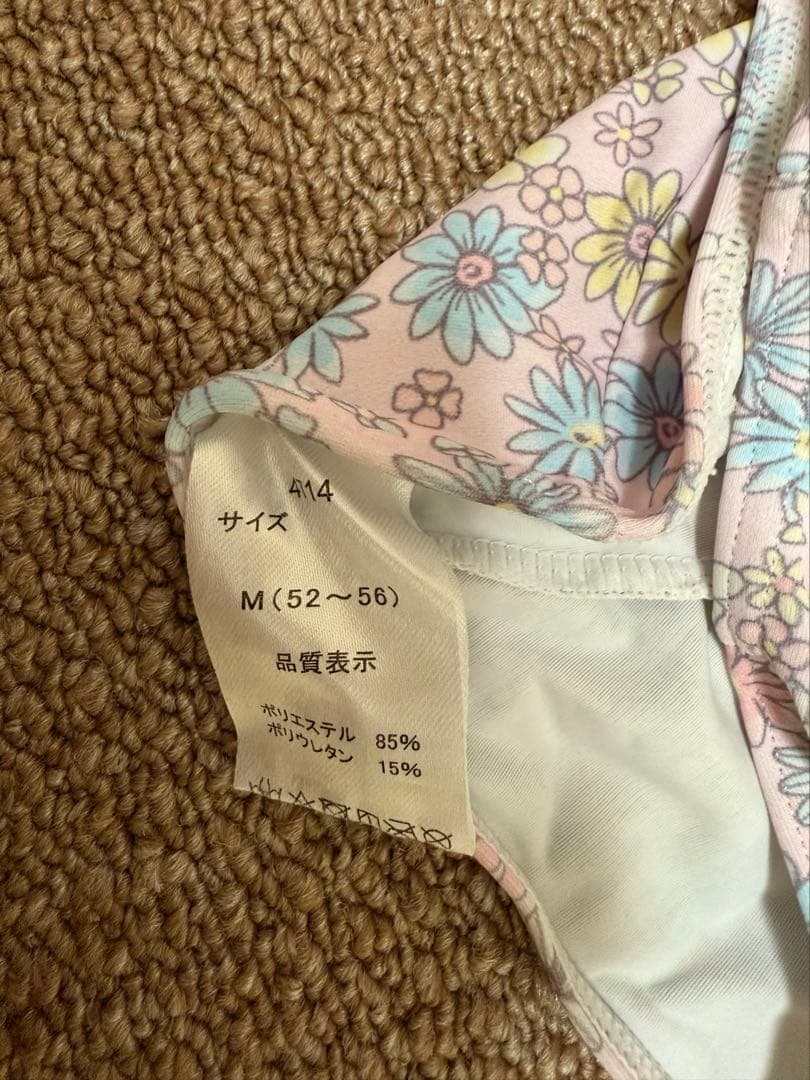 4114
サイズ
M(52～56)
品質表示
ポリエステル 85%
ポリウレタン 15%